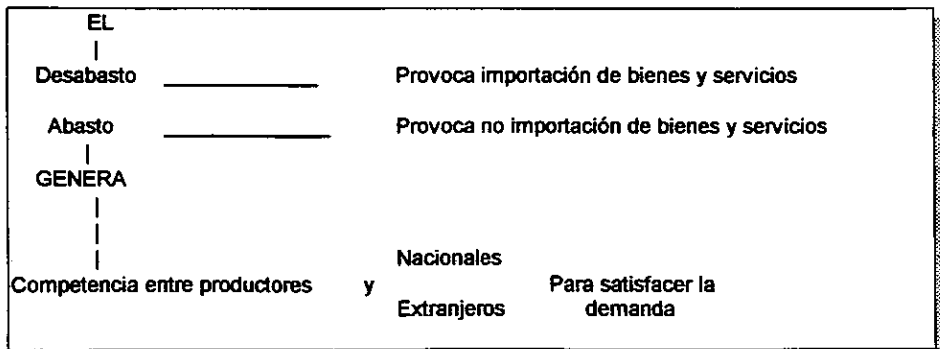 EL
Desabasto Provoca importación de bienes y servicios
Abasto Provoca no importación de bienes y servicios
GENERA
Nacionales
Competencia entre productores y Para satisfacer la
Extranjeros demanda